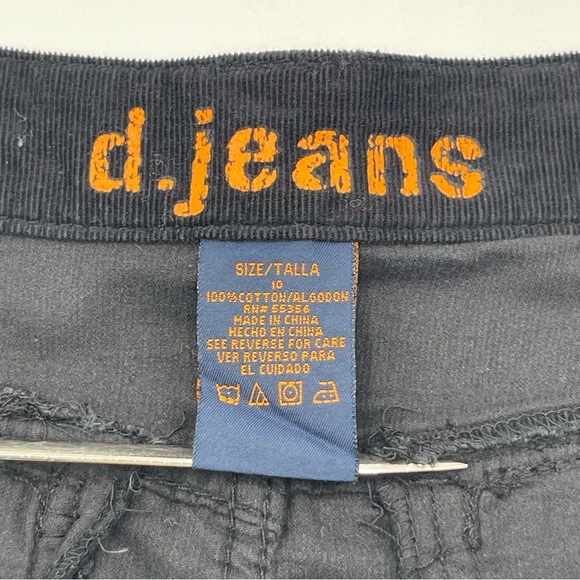 d.jeans
SIZE/TALLA
10
100%COTTON/ALGODON
RN# 55356
MADE IN CHINA
HECHO EN CHINA
SEE REVERSE FOR CARE
VER REVERSO PARA
EL CUIDADO